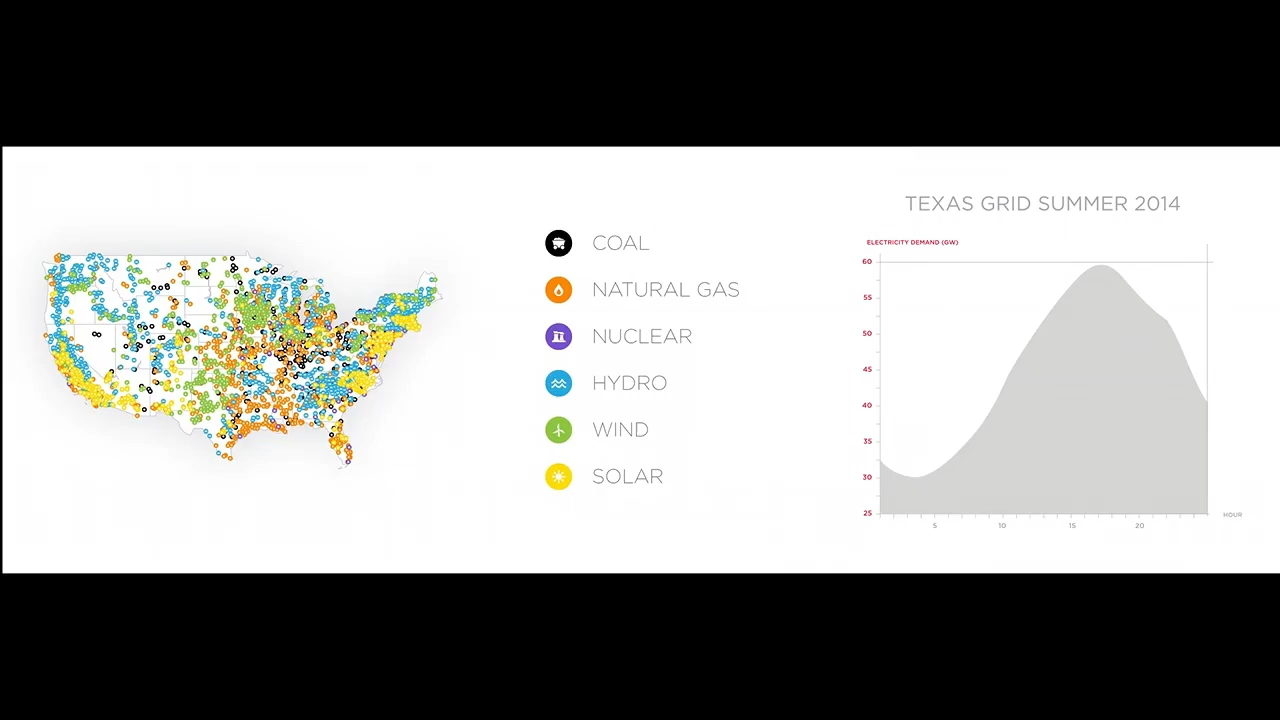 COAL
NATURAL GAS
NUCLEAR
HYDRO
WIND
SOLAR
TEXAS GRID SUMMER 2014
ELECTRICITY DEMAND (GW)
60
55
50
45
40
35
30
25
5 10 15 20
HOUR